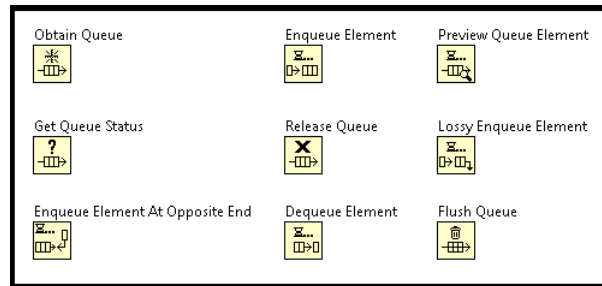 Obtain Queue
Enqueue Element
Preview Queue Element
?
Get Queue Status
Release Queue
Lossy Enqueue Element
Enqueue Element At Opposite End
Dequeue Element
Flush Queue